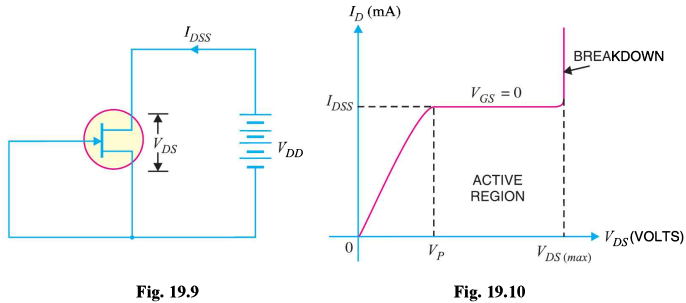 I_DSS
V_DS
V_DD
Fig. 19.9
I_D (mA)
BREAKDOWN
V_GS = 0
I_DSS
ACTIVE
REGION
0
V_P
V_DS (max)
V_DS (VOLTS)
Fig. 19.10